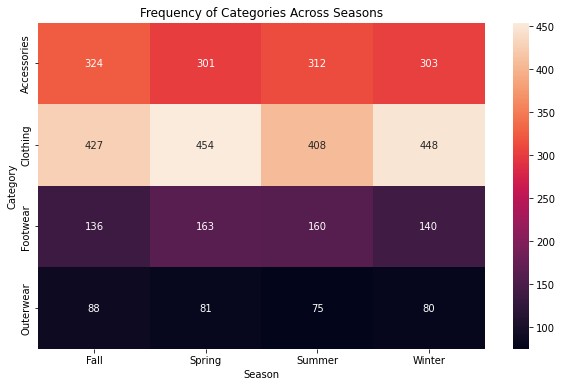 Frequency of Categories Across Seasons
Category
Accessories 324 301 312 303
Clothing 427 454 408 448
Footwear 136 163 160 140
Outerwear 88 81 75 80
Fall Spring Summer Winter
Season
450
400
350
300
250
200
150
100